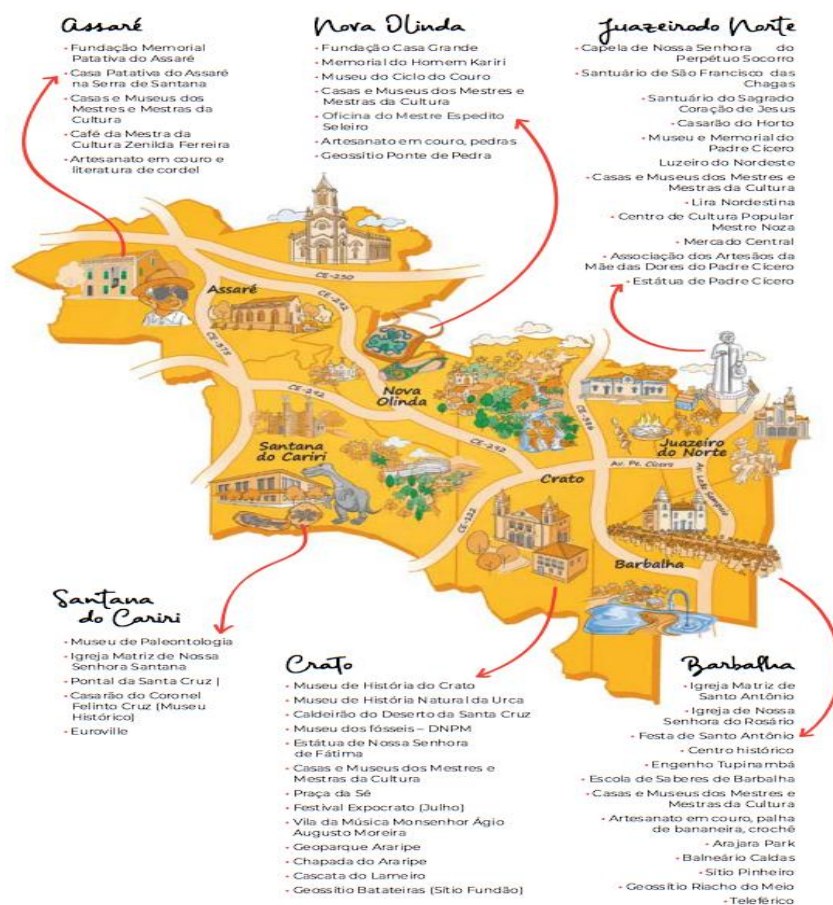 Assaré
- Fundação Memorial
Patativa do Assaré
- Casa Patativa do Assaré
na Serra de Santana
- Casas e Museus dos
Mestres e Mestras da
Cultura
- Café da Mestra da
Cultura Zenilda Ferreira
- Artesanato em couro e
literatura de cordel
Nova Olinda
- Fundação Casa Grande
- Memorial do Homem Kariri
- Museu do Ciclo do Couro
- Casas e Museus dos Mestres e
Mestras da Cultura
- Oficina do Mestre Espedito
Seleiro
- Artesanato em couro, pedras
- Geossítio Ponte de Pedra
Juazeirado Norte
- Capela de Nossa Senhora do
Perpétuo Socorro
- Santuário de São Francisco das
Chagas
- Santuário do Sagrado
Coração de Jesus
- Casarão do Horto
- Museu e Memorial do
Padre Cícero
Luzeiro do Nordeste
- Casas e Museus dos Mestres e
Mestras da Cultura
- Lira Nordestina
- Centro de Cultura Popular
Mestre Noza
- Mercado Central
- Associação dos Artesãos da
Mãe das Dores do Padre Cícero
- Estátua de Padre Cícero
CE-292
Assaré
Nova
Olinda
CE-292
Santana
do Cariri
CE-292
Juazeiro
do Norte
Av. Pe. Cícero
Crato
Barbalha
Santana
do Cariri
- Museu de Paleontologia
- Igreja Matriz de Nossa
Senhora Santana
- Pontal da Santa Cruz |
- Casarão do Coronel
Felinto Cruz (Museu
Histórico)
- Euroville
Crato
- Museu de História do Crato
- Museu de História Natural da Urca
- Caldeirão do Deserto da Santa Cruz
- Museu dos fósseis – DNPM
- Estátua de Nossa Senhora
de Fátima
- Casas e Museus dos Mestres e
Mestras da Cultura
- Praça da Sé
- Festival Expocrato (Julho)
- Vila da Música Monsenhor Ágio
Augusto Moreira
- Geoparque Araripe
- Chapada do Araripe
- Cascata do Lameiro
- Geossítio Batateiras (Sítio Fundão)
Barbalha
- Igreja Matriz de
Santo Antônio
- Igreja de Nossa
Senhora do Rosário
- Festa de Santo Antônio
- Centro histórico
- Engenho Tupinambá
- Escola de Saberes de Barbalha
- Casas e Museus dos Mestres e
Mestras da Cultura
- Artesanato em couro, palha
de bananeira, crochê
- Arajara Park
- Balneário Caldas
- Sítio Pinheiro
- Geossítio Riacho do Meio
- Teleférico